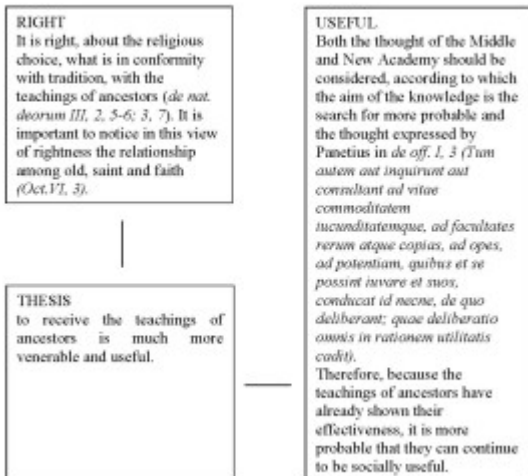 RIGHT
It is right, about the religious
choice, what is in conformity
with tradition, with the
teachings of ancestors (de nat.
deorum III, 2, 5-6; 3, 7). It is
important to notice in this view
of rightness the relationship
among old, saint and faith
(Oct.VI, 3).
THESIS
to receive the teachings of
ancestors is much more
venerable and useful.
USEFUL
Both the thought of the Middle
and New Academy should be
considered, according to which
the aim of the knowledge is the
search for more probable and
the thought expressed by
Panetius in de off. I, 3 (Tum
autem aut inquirunt aut
consultant ad vitae
commoditatem
iucunditatemque, ad facultates
rerum atque copias, ad opes,
ad potentiam, quibus et se
possint iuvare et suos,
conducat id necne, de quo
deliberant; quae deliberatio
omnis in rationem utilitatis
cadit).
Therefore, because the
teachings of ancestors have
already shown their
effectiveness, it is more
probable that they can continue
to be socially useful.